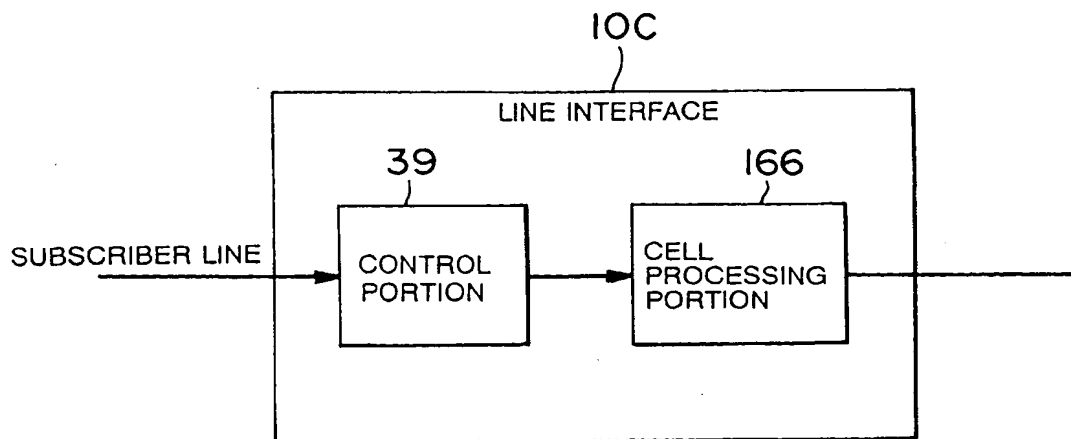 10C
LINE INTERFACE
39
166
SUBSCRIBER LINE
CONTROL
PORTION
CELL
PROCESSING
PORTION